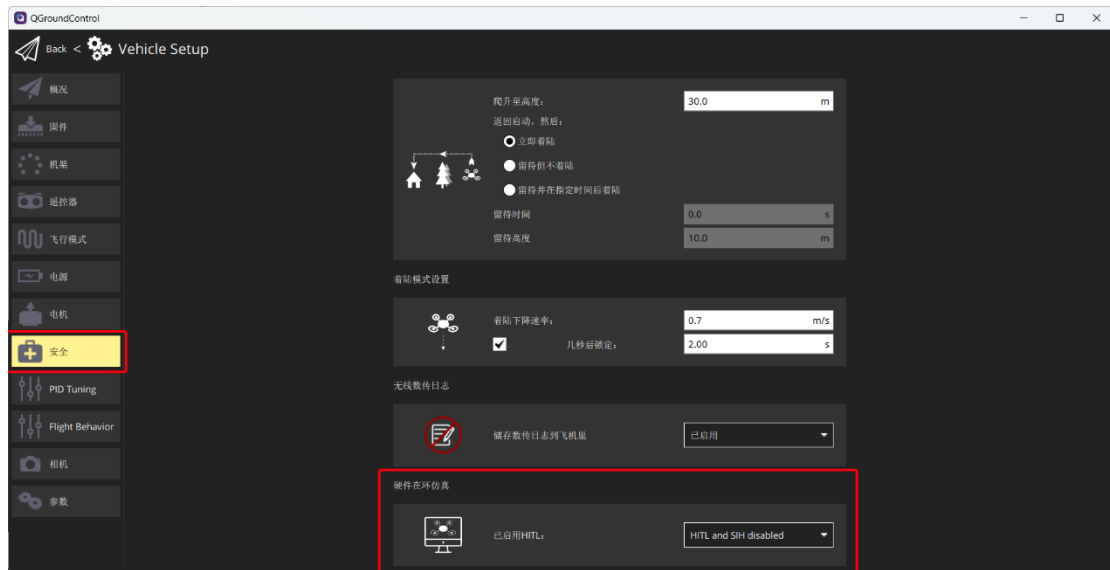 QGroundControl
Back < Vehicle Setup
概况
固件
机架
遥控器
飞行模式
电源
电机
安全
PID Tuning
Flight Behavior
相机
参数
爬升至高度： 30.0 m
返回启动，然后：
立即着陆
留待但不着陆
留待并在指定时间后着陆
留待时间 0.0 s
留待高度 10.0 m
着陆模式设置
着陆下降速率： 0.7 m/s
几秒后锁定： 2.00 s
无线数传日志
储存数传日志到飞机里 已启用
硬件在环仿真
已启用HITL： HITL and SIH disabled